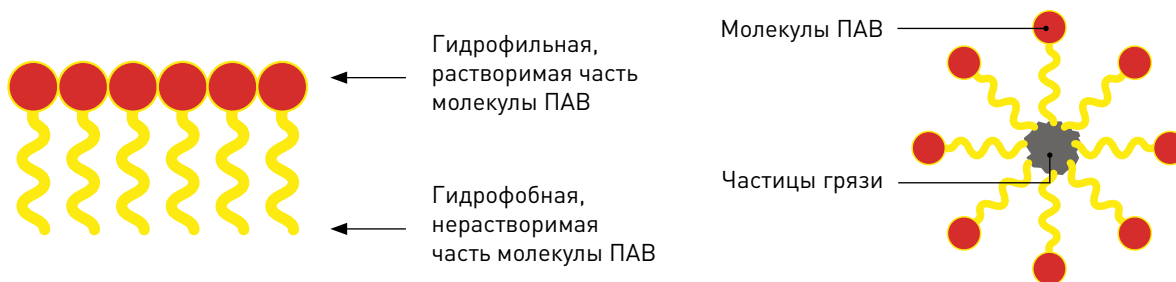 Гидрофильная,
растворимая часть
молекулы ПАВ
Гидрофобная,
нерастворимая
часть молекулы ПАВ
Молекулы ПАВ
Частицы грязи